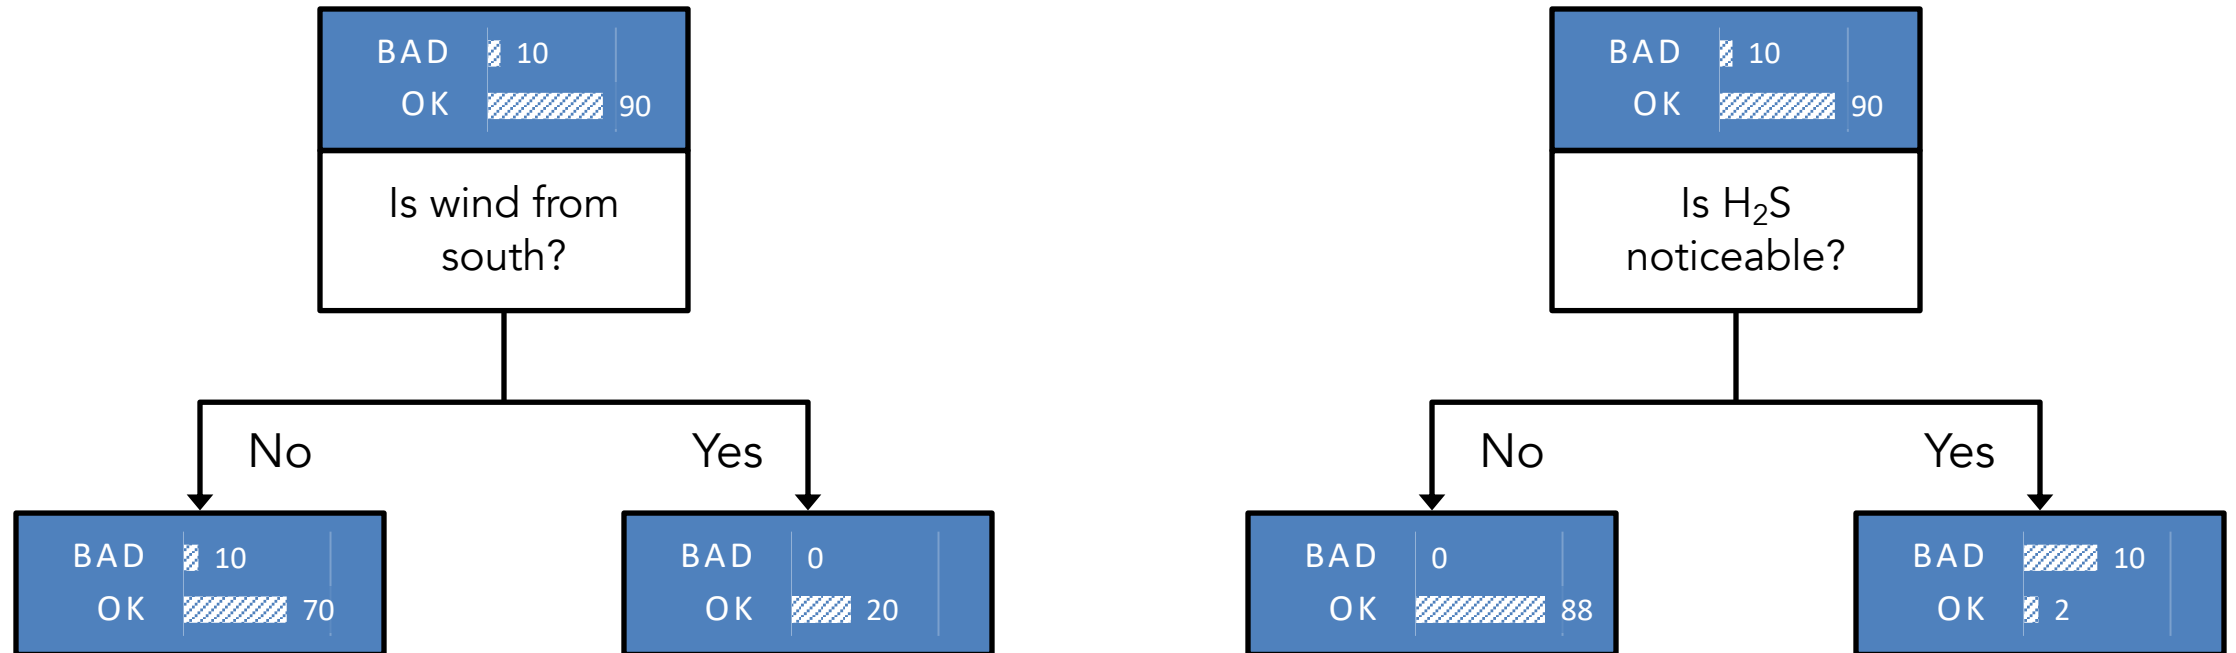 BAD 10
OK 90
Is wind from
south?
No
Yes
BAD 10
OK 70
BAD 0
OK 20
BAD 10
OK 90
Is H₂S
noticeable?
No
Yes
BAD 0
OK 88
BAD 10
OK 2